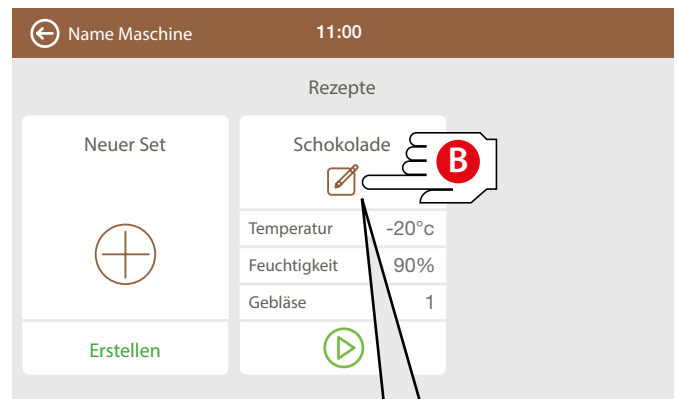 Name Maschine 11:00
Rezepte
Neuer Set
Erstellen
Schokolade
B
Temperatur -20°c
Feuchtigkeit 90%
Gebläse 1